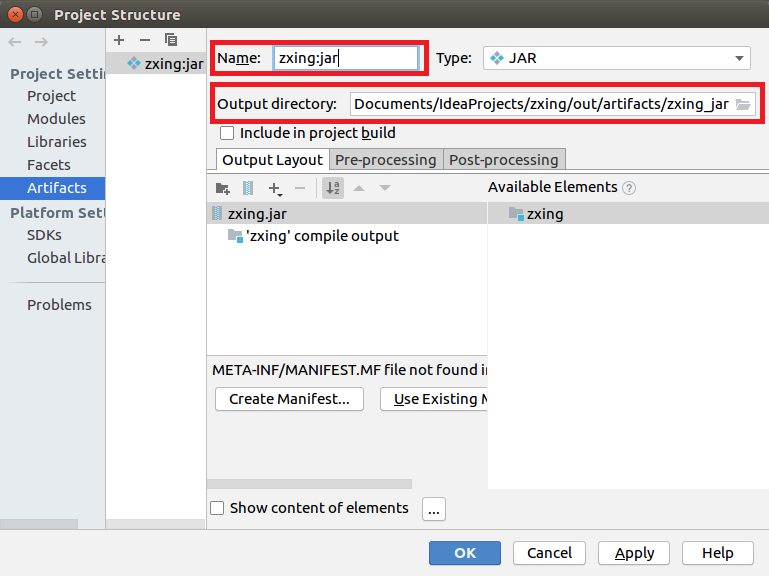 Project Structure
Project Setti
Project
Modules
Libraries
Facets
Artifacts
Platform Sett
SDKs
Global Libra
Problems
zxing:jar
Name: zxing:jar Type: JAR
Output directory: Documents/IdeaProjects/zxing/out/artifacts/zxing_jar
Include in project build
Output Layout Pre-processing Post-processing
Available Elements ?
zxing.jar
'zxing' compile output
zxing
META-INF/MANIFEST.MF file not found in
Create Manifest... Use Existing M
Show content of elements ...
OK Cancel Apply Help